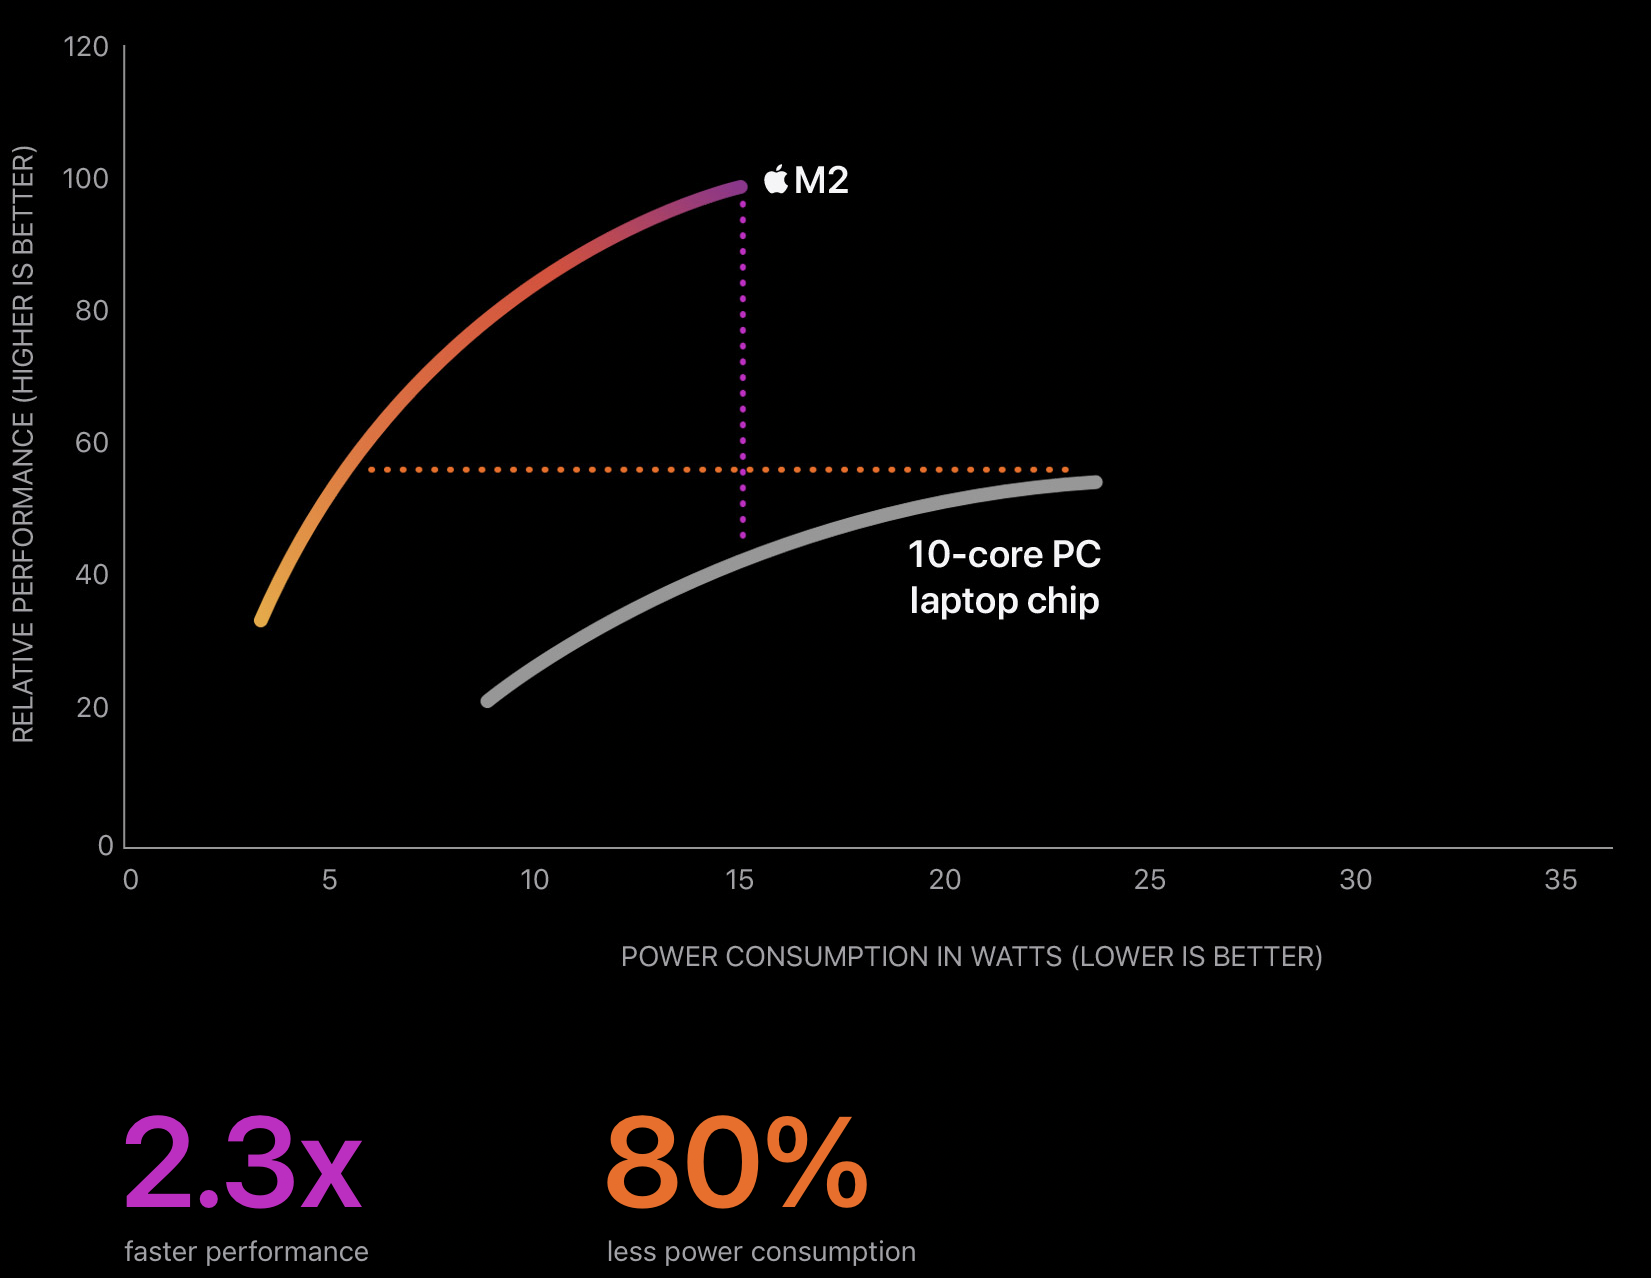 120
100
80
60
40
20
0
RELATIVE PERFORMANCE (HIGHER IS BETTER)
M2
10-core PC
laptop chip
0 5 10 15 20 25 30 35
POWER CONSUMPTION IN WATTS (LOWER IS BETTER)
2.3x
faster performance
80%
less power consumption